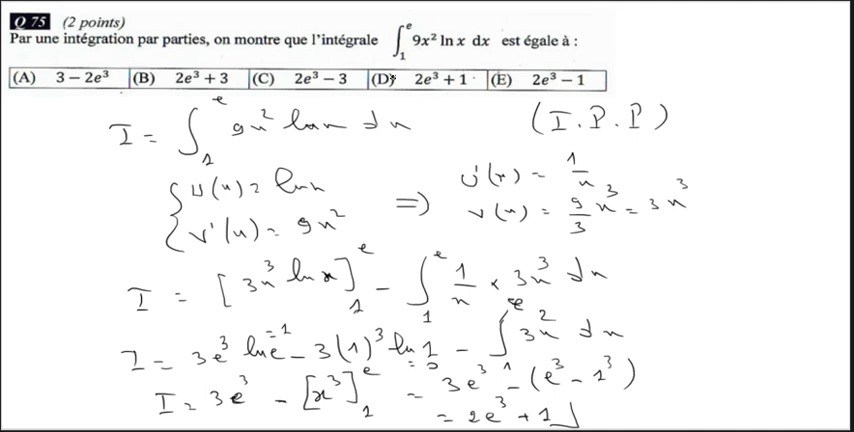 Q 75 (2 points)
Par une intégration par parties, on montre que l'intégrale ∫₁ᵉ 9x² ln x dx est égale à :
(A) 3 − 2e³ (B) 2e³ + 3 (C) 2e³ − 3 (D) 2e³ + 1 (E) 2e³ − 1
I = ∫₁ᵉ 9x² ln x dx (I.P.P)
{ U(x) = ln x ⇒ U'(x) = 1/x
{ V'(x) = 9x² V(x) = 9/3 x³ = 3x³
I = [3x³ ln x]₁ᵉ − ∫₁ᵉ 1/x × 3x³ dx
I = 3e³ ln e =1 − 3(1)³ ln 1 =0 − ∫₁ᵉ 3x² dx
I = 3e³ − [x³]₁ᵉ = 3e³ − (e³ − 1³)
= 2e³ + 1